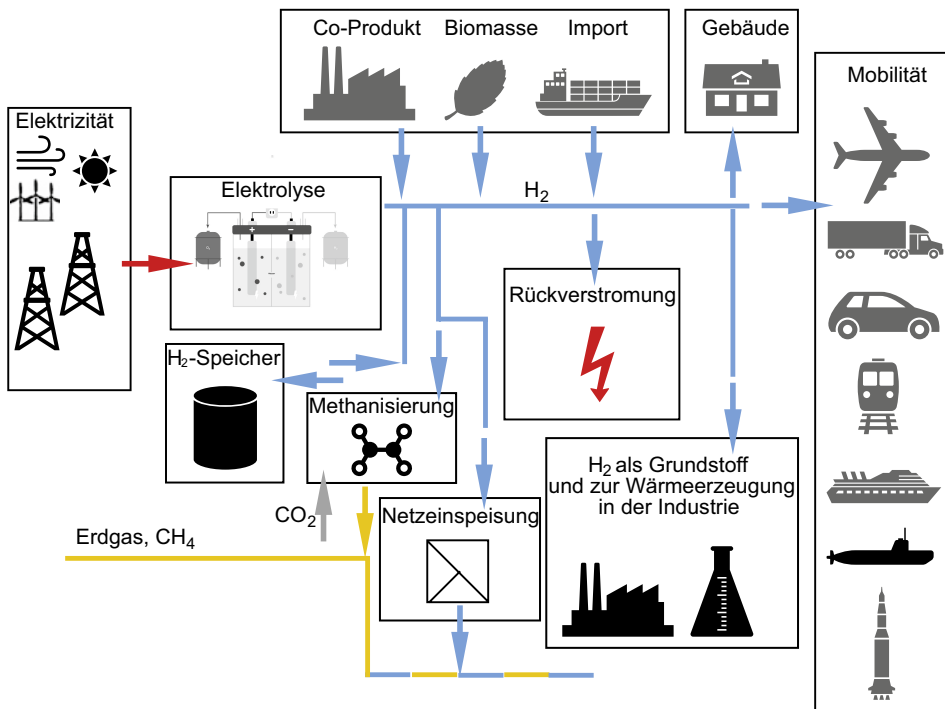 Co-Produkt
Biomasse
Import
Gebäude
Mobilität
Elektrizität
Elektrolyse
+
−
H₂
Rückverstromung
H₂-Speicher
Methanisierung
H₂ als Grundstoff
und zur Wärmeerzeugung
in der Industrie
CO₂
Netzeinspeisung
Erdgas, CH₄